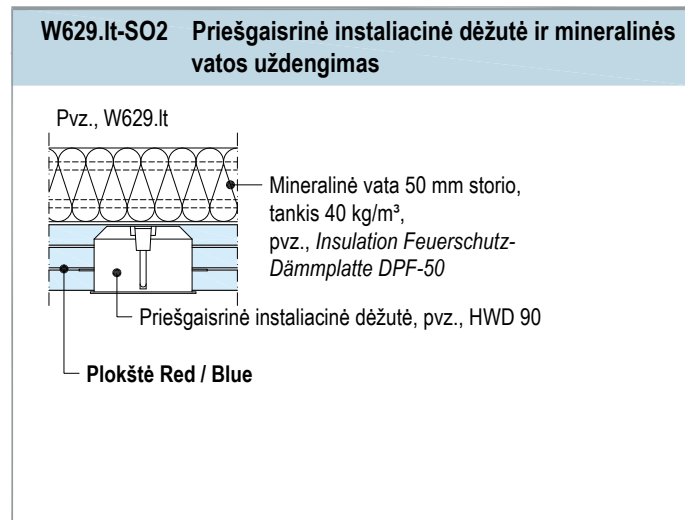 W629.lt-SO2 Priešgaisrinė instaliacinė dėžutė ir mineralinės
vatos uždengimas
Pvz., W629.lt
Mineralinė vata 50 mm storio,
tankis 40 kg/m³,
pvz., Insulation Feuerschutz-
Dämmplatte DPF-50
Priešgaisrinė instaliacinė dėžutė, pvz., HWD 90
Plokštė Red / Blue